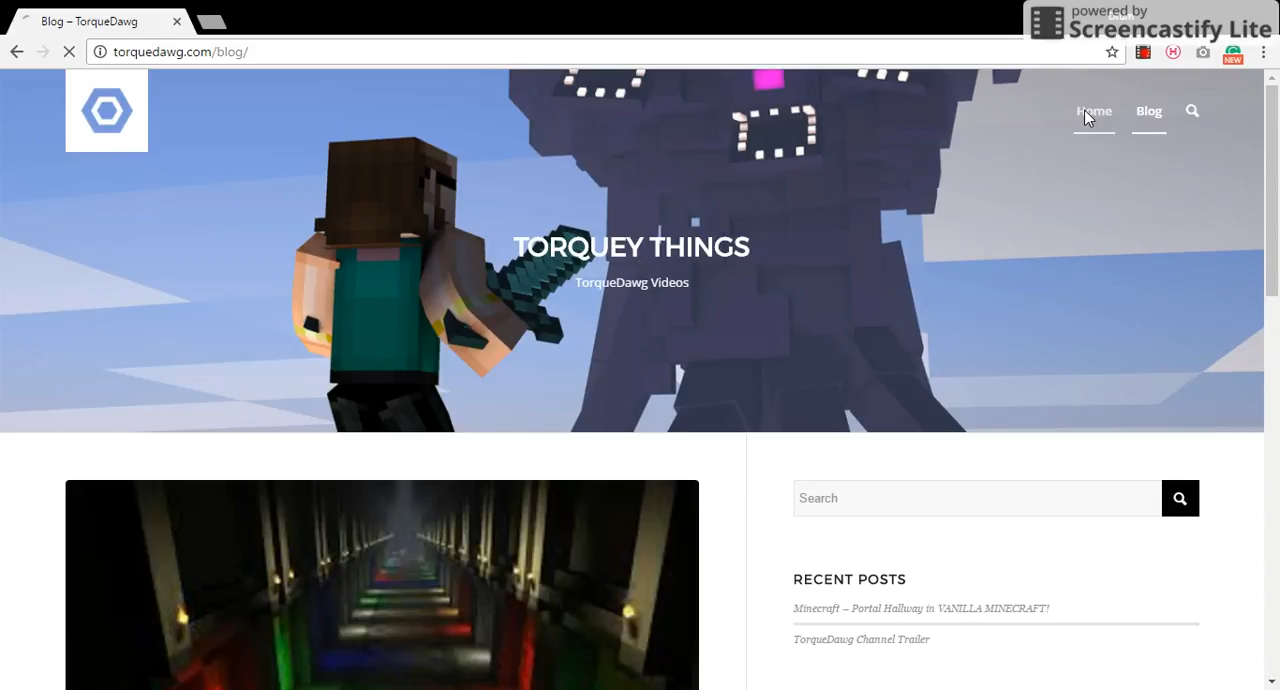 Blog – TorqueDawg
powered by
Screencastify Lite
torquedawg.com/blog/
NEW
Home
Blog
TORQUEY THINGS
TorqueDawg Videos
Search
RECENT POSTS
Minecraft – Portal Hallway in VANILLA MINECRAFT!
TorqueDawg Channel Trailer